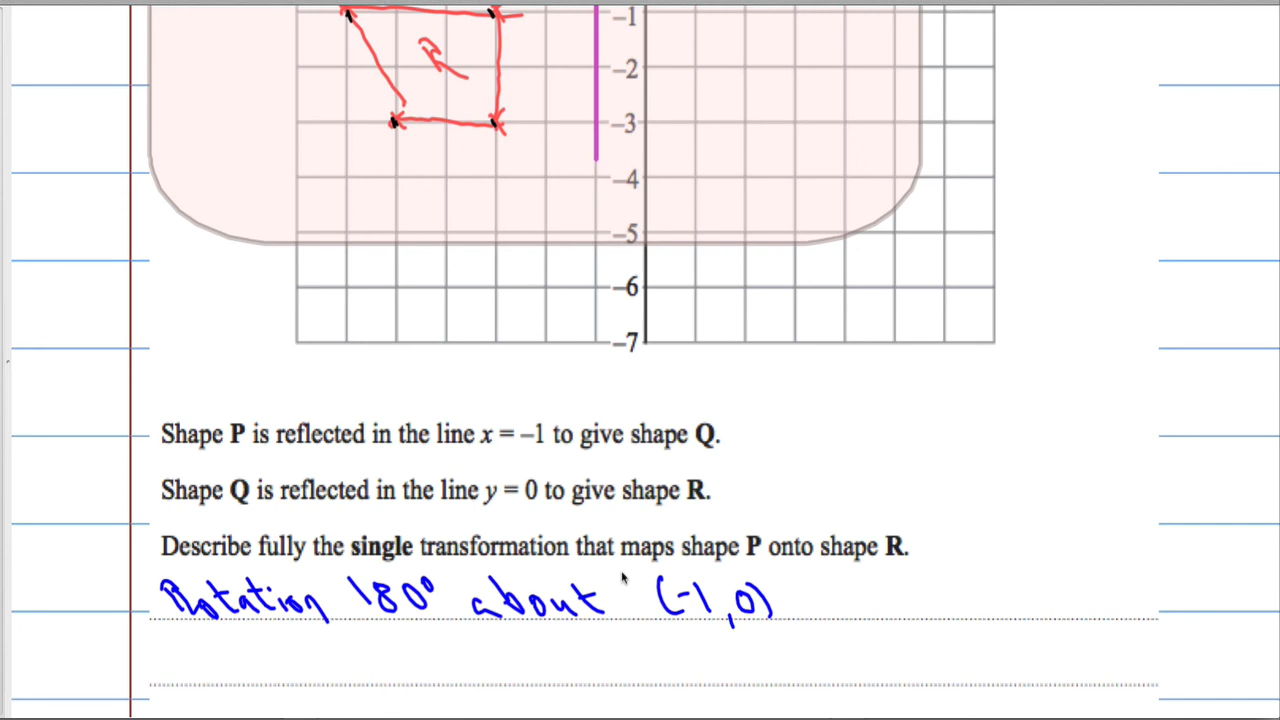 –1
R
–2
–3
–4
–5
–6
–7
Shape P is reflected in the line x = –1 to give shape Q.
Shape Q is reflected in the line y = 0 to give shape R.
Describe fully the single transformation that maps shape P onto shape R.
Rotation 180° about (-1,0)